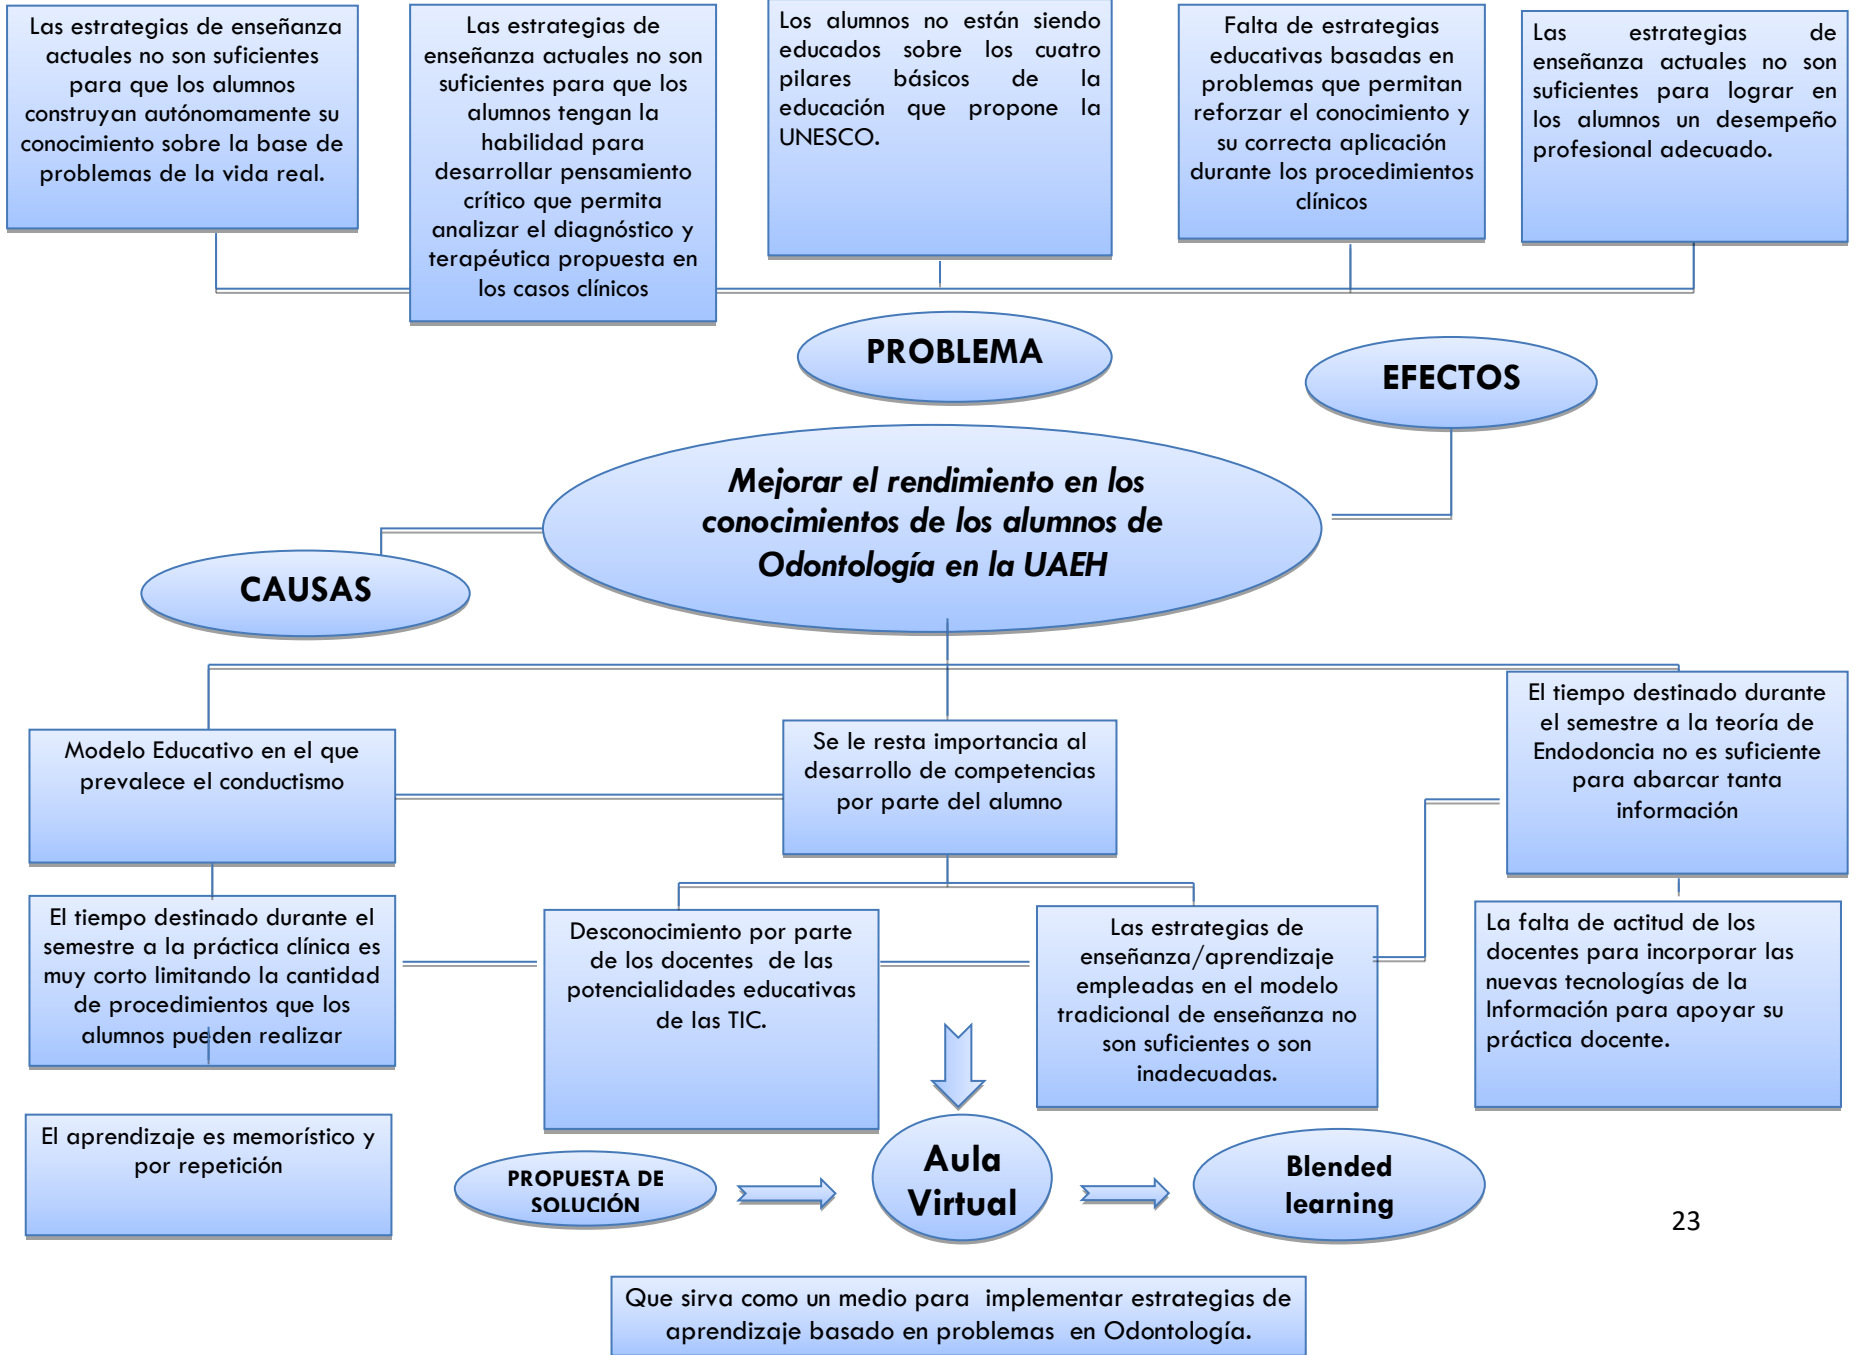 Las estrategias de enseñanza
actuales no son suficientes
para que los alumnos
construyan autónomamente su
conocimiento sobre la base de
problemas de la vida real.
Las estrategias de
enseñanza actuales no son
suficientes para que los
alumnos tengan la
habilidad para
desarrollar pensamiento
crítico que permita
analizar el diagnóstico y
terapéutica propuesta en
los casos clínicos
Los alumnos no están siendo
educados sobre los cuatro
pilares básicos de la
educación que propone la
UNESCO.
Falta de estrategias
educativas basadas en
problemas que permitan
reforzar el conocimiento y
su correcta aplicación
durante los procedimientos
clínicos
Las estrategias de
enseñanza actuales no son
suficientes para lograr en
los alumnos un desempeño
profesional adecuado.
PROBLEMA
EFECTOS
Mejorar el rendimiento en los
conocimientos de los alumnos de
Odontología en la UAEH
CAUSAS
Modelo Educativo en el que
prevalece el conductismo
Se le resta importancia al
desarrollo de competencias
por parte del alumno
El tiempo destinado durante
el semestre a la teoría de
Endodoncia no es suficiente
para abarcar tanta
información
El tiempo destinado durante el
semestre a la práctica clínica es
muy corto limitando la cantidad
de procedimientos que los
alumnos pueden realizar
Desconocimiento por parte
de los docentes de las
potencialidades educativas
de las TIC.
Las estrategias de
enseñanza/aprendizaje
empleadas en el modelo
tradicional de enseñanza no
son suficientes o son
inadecuadas.
La falta de actitud de los
docentes para incorporar las
nuevas tecnologías de la
Información para apoyar su
práctica docente.
El aprendizaje es memorístico y
por repetición
PROPUESTA DE
SOLUCIÓN
Aula
Virtual
Blended
learning
23
Que sirva como un medio para implementar estrategias de
aprendizaje basado en problemas en Odontología.